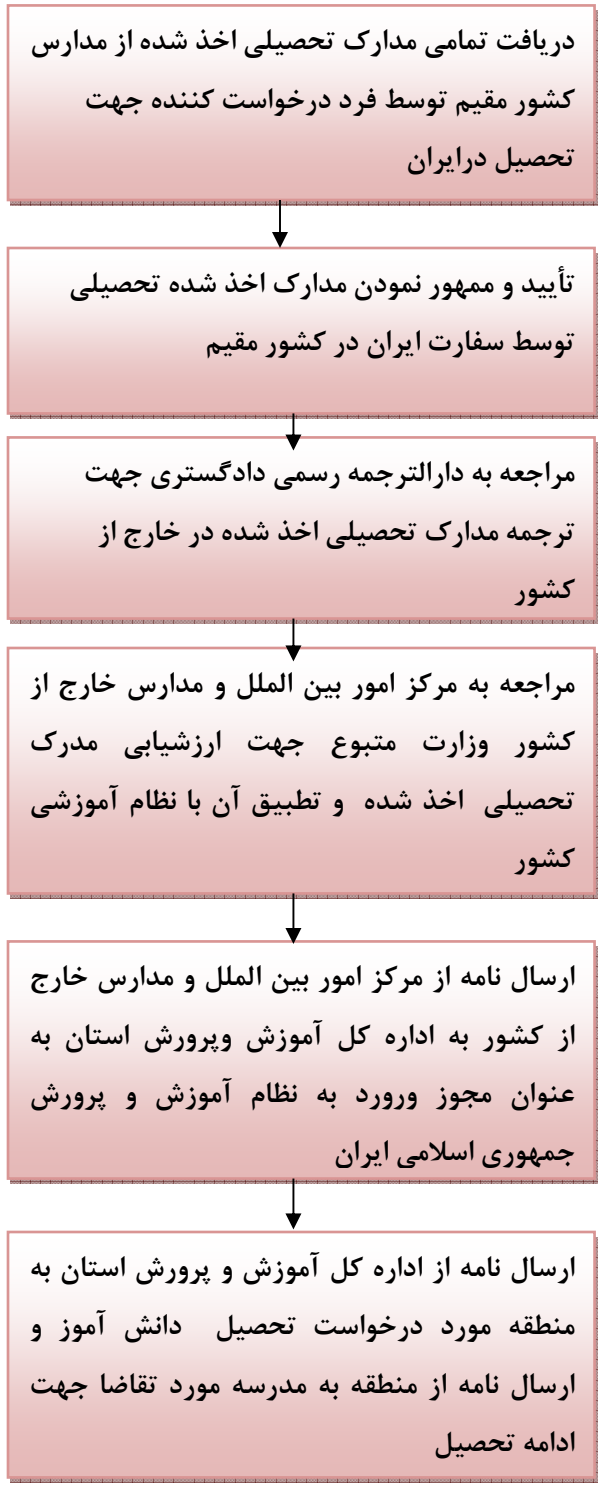 دریافت تمامی مدارک تحصیلی اخذ شده از مدارس
کشور مقیم توسط فرد درخواست کننده جهت
تحصیل درایران
تأیید و ممهور نمودن مدارک اخذ شده تحصیلی
توسط سفارت ایران در کشور مقیم
مراجعه به دارالترجمه رسمی دادگستری جهت
ترجمه مدارک تحصیلی اخذ شده در خارج از
کشور
مراجعه به مرکز امور بین الملل و مدارس خارج از
کشور وزارت متبوع جهت ارزشیابی مدرک
تحصیلی اخذ شده و تطبیق آن با نظام آموزشی
کشور
ارسال نامه از مرکز امور بین الملل و مدارس خارج
از کشور به اداره کل آموزش وپرورش استان به
عنوان مجوز ورورد به نظام آموزش و پرورش
جمهوری اسلامی ایران
ارسال نامه از اداره کل آموزش و پرورش استان به
منطقه مورد درخواست تحصیل دانش آموز و
ارسال نامه از منطقه به مدرسه مورد تقاضا جهت
ادامه تحصیل